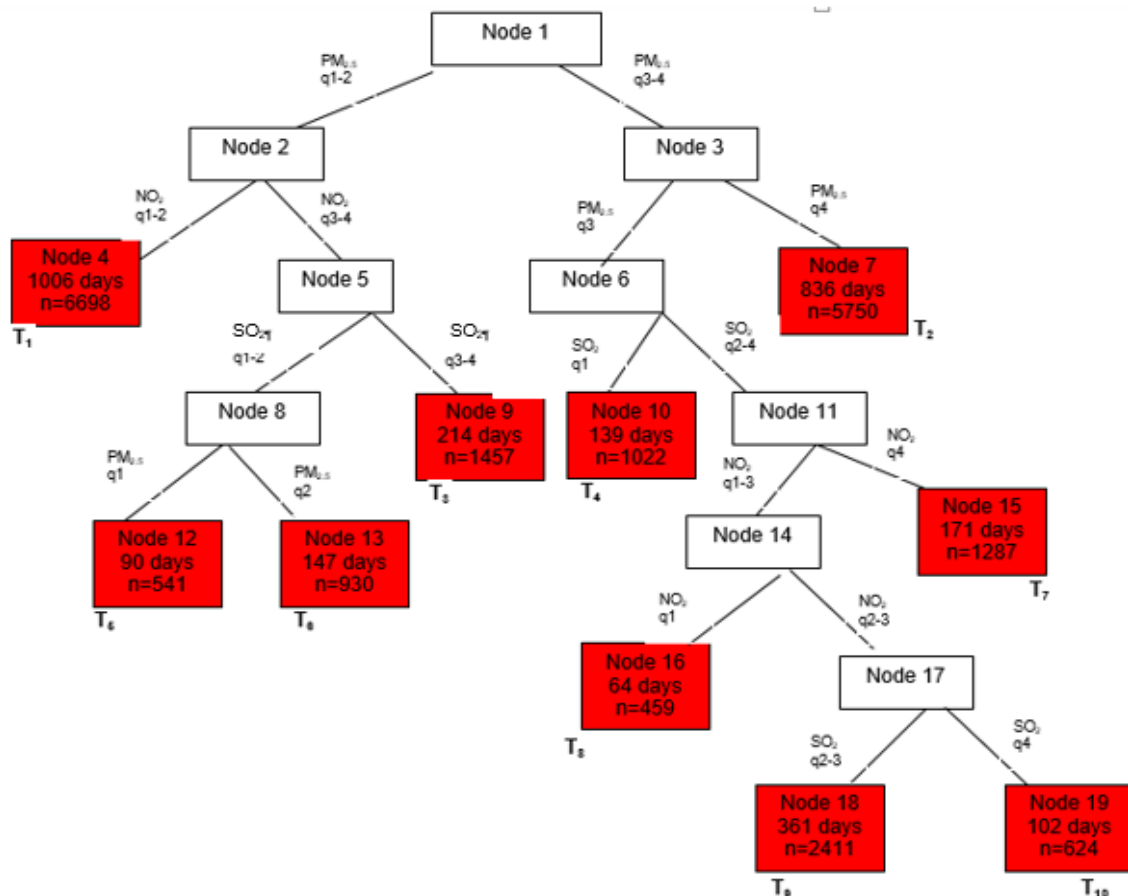 Node 1
PM₂.₅
q1-2
PM₂.₅
q3-4
Node 2
Node 3
NO₂
q1-2
NO₂
q3-4
PM₂.₅
q3
PM₂.₅
q4
Node 4
1006 days
n=6698
T₁
Node 5
Node 6
Node 7
836 days
n=5750
T₂
SO₂¶
q1-2
SO₂¶
q3-4
SO₂
q1
SO₂
q2-4
Node 8
Node 9
214 days
n=1457
T₃
Node 10
139 days
n=1022
T₄
Node 11
PM₂.₅
q1
PM₂.₅
q2
NO₂
q1-3
NO₂
q4
Node 12
90 days
n=541
T₅
Node 13
147 days
n=930
T₆
Node 14
Node 15
171 days
n=1287
T₇
NO₂
q1
NO₂
q2-3
Node 16
64 days
n=459
T₈
Node 17
SO₂
q2-3
SO₂
q4
Node 18
361 days
n=2411
T₉
Node 19
102 days
n=624
T₁₀